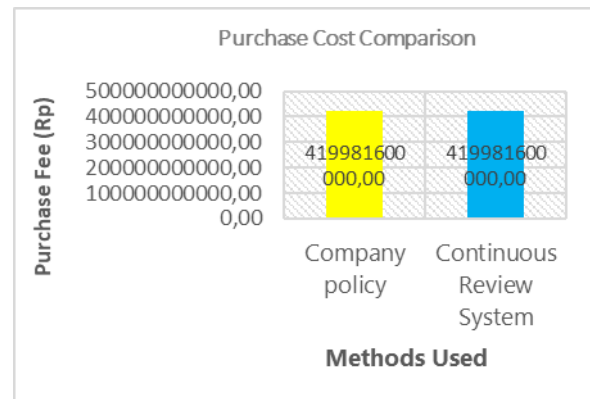 Purchase Cost Comparison
Purchase Fee (Rp)
500000000000,00
400000000000,00
300000000000,00
200000000000,00
100000000000,00
0,00
419981600
000,00
419981600
000,00
Company
policy
Continuous
Review
System
Methods Used